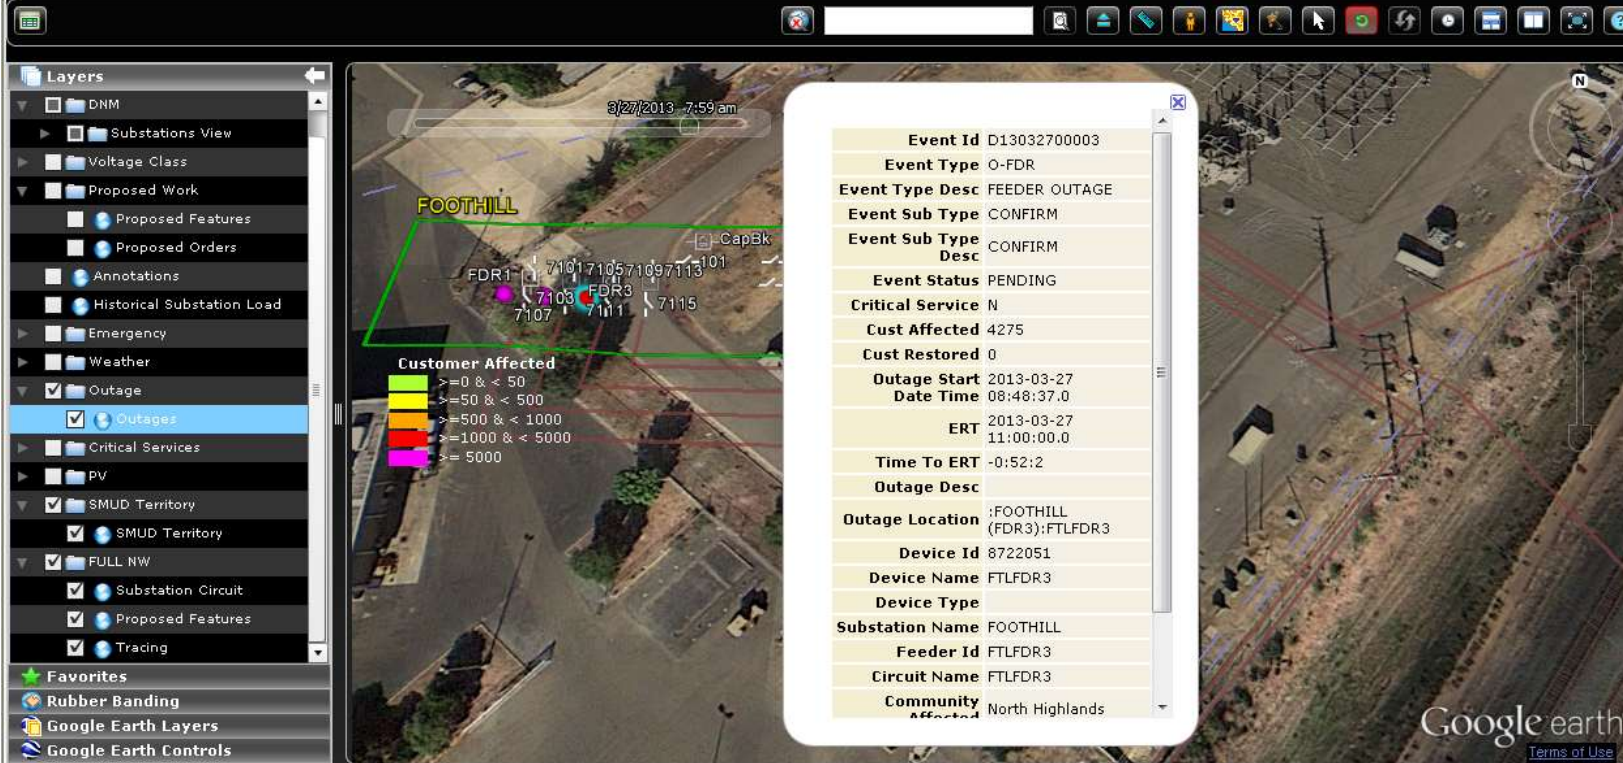 Layers
DNM
Substations View
Voltage Class
Proposed Work
Proposed Features
Proposed Orders
Annotations
Historical Substation Load
Emergency
Weather
Outage
Outages
Critical Services
PV
SMUD Territory
SMUD Territory
FULL NW
Substation Circuit
Proposed Features
Tracing
Favorites
Rubber Banding
Google Earth Layers
Google Earth Controls
3/27/2013 7:59 am
FOOTHILL
CapBk
101
FDR1 7101 7105 7109 7113
7103 FDR3 7115
7107 7111
Customer Affected
>=0 & < 50
>=50 & < 500
>=500 & < 1000
>=1000 & < 5000
>= 5000
Event Id D13032700003
Event Type O-FDR
Event Type Desc FEEDER OUTAGE
Event Sub Type CONFIRM
Event Sub Type Desc CONFIRM
Event Status PENDING
Critical Service N
Cust Affected 4275
Cust Restored 0
Outage Start Date Time 2013-03-27 08:48:37.0
ERT 2013-03-27 11:00:00.0
Time To ERT -0:52:2
Outage Desc
Outage Location :FOOTHILL (FDR3):FTLFDR3
Device Id 8722051
Device Name FTLFDR3
Device Type
Substation Name FOOTHILL
Feeder Id FTLFDR3
Circuit Name FTLFDR3
Community Affected North Highlands
N
Google earth
Terms of Use